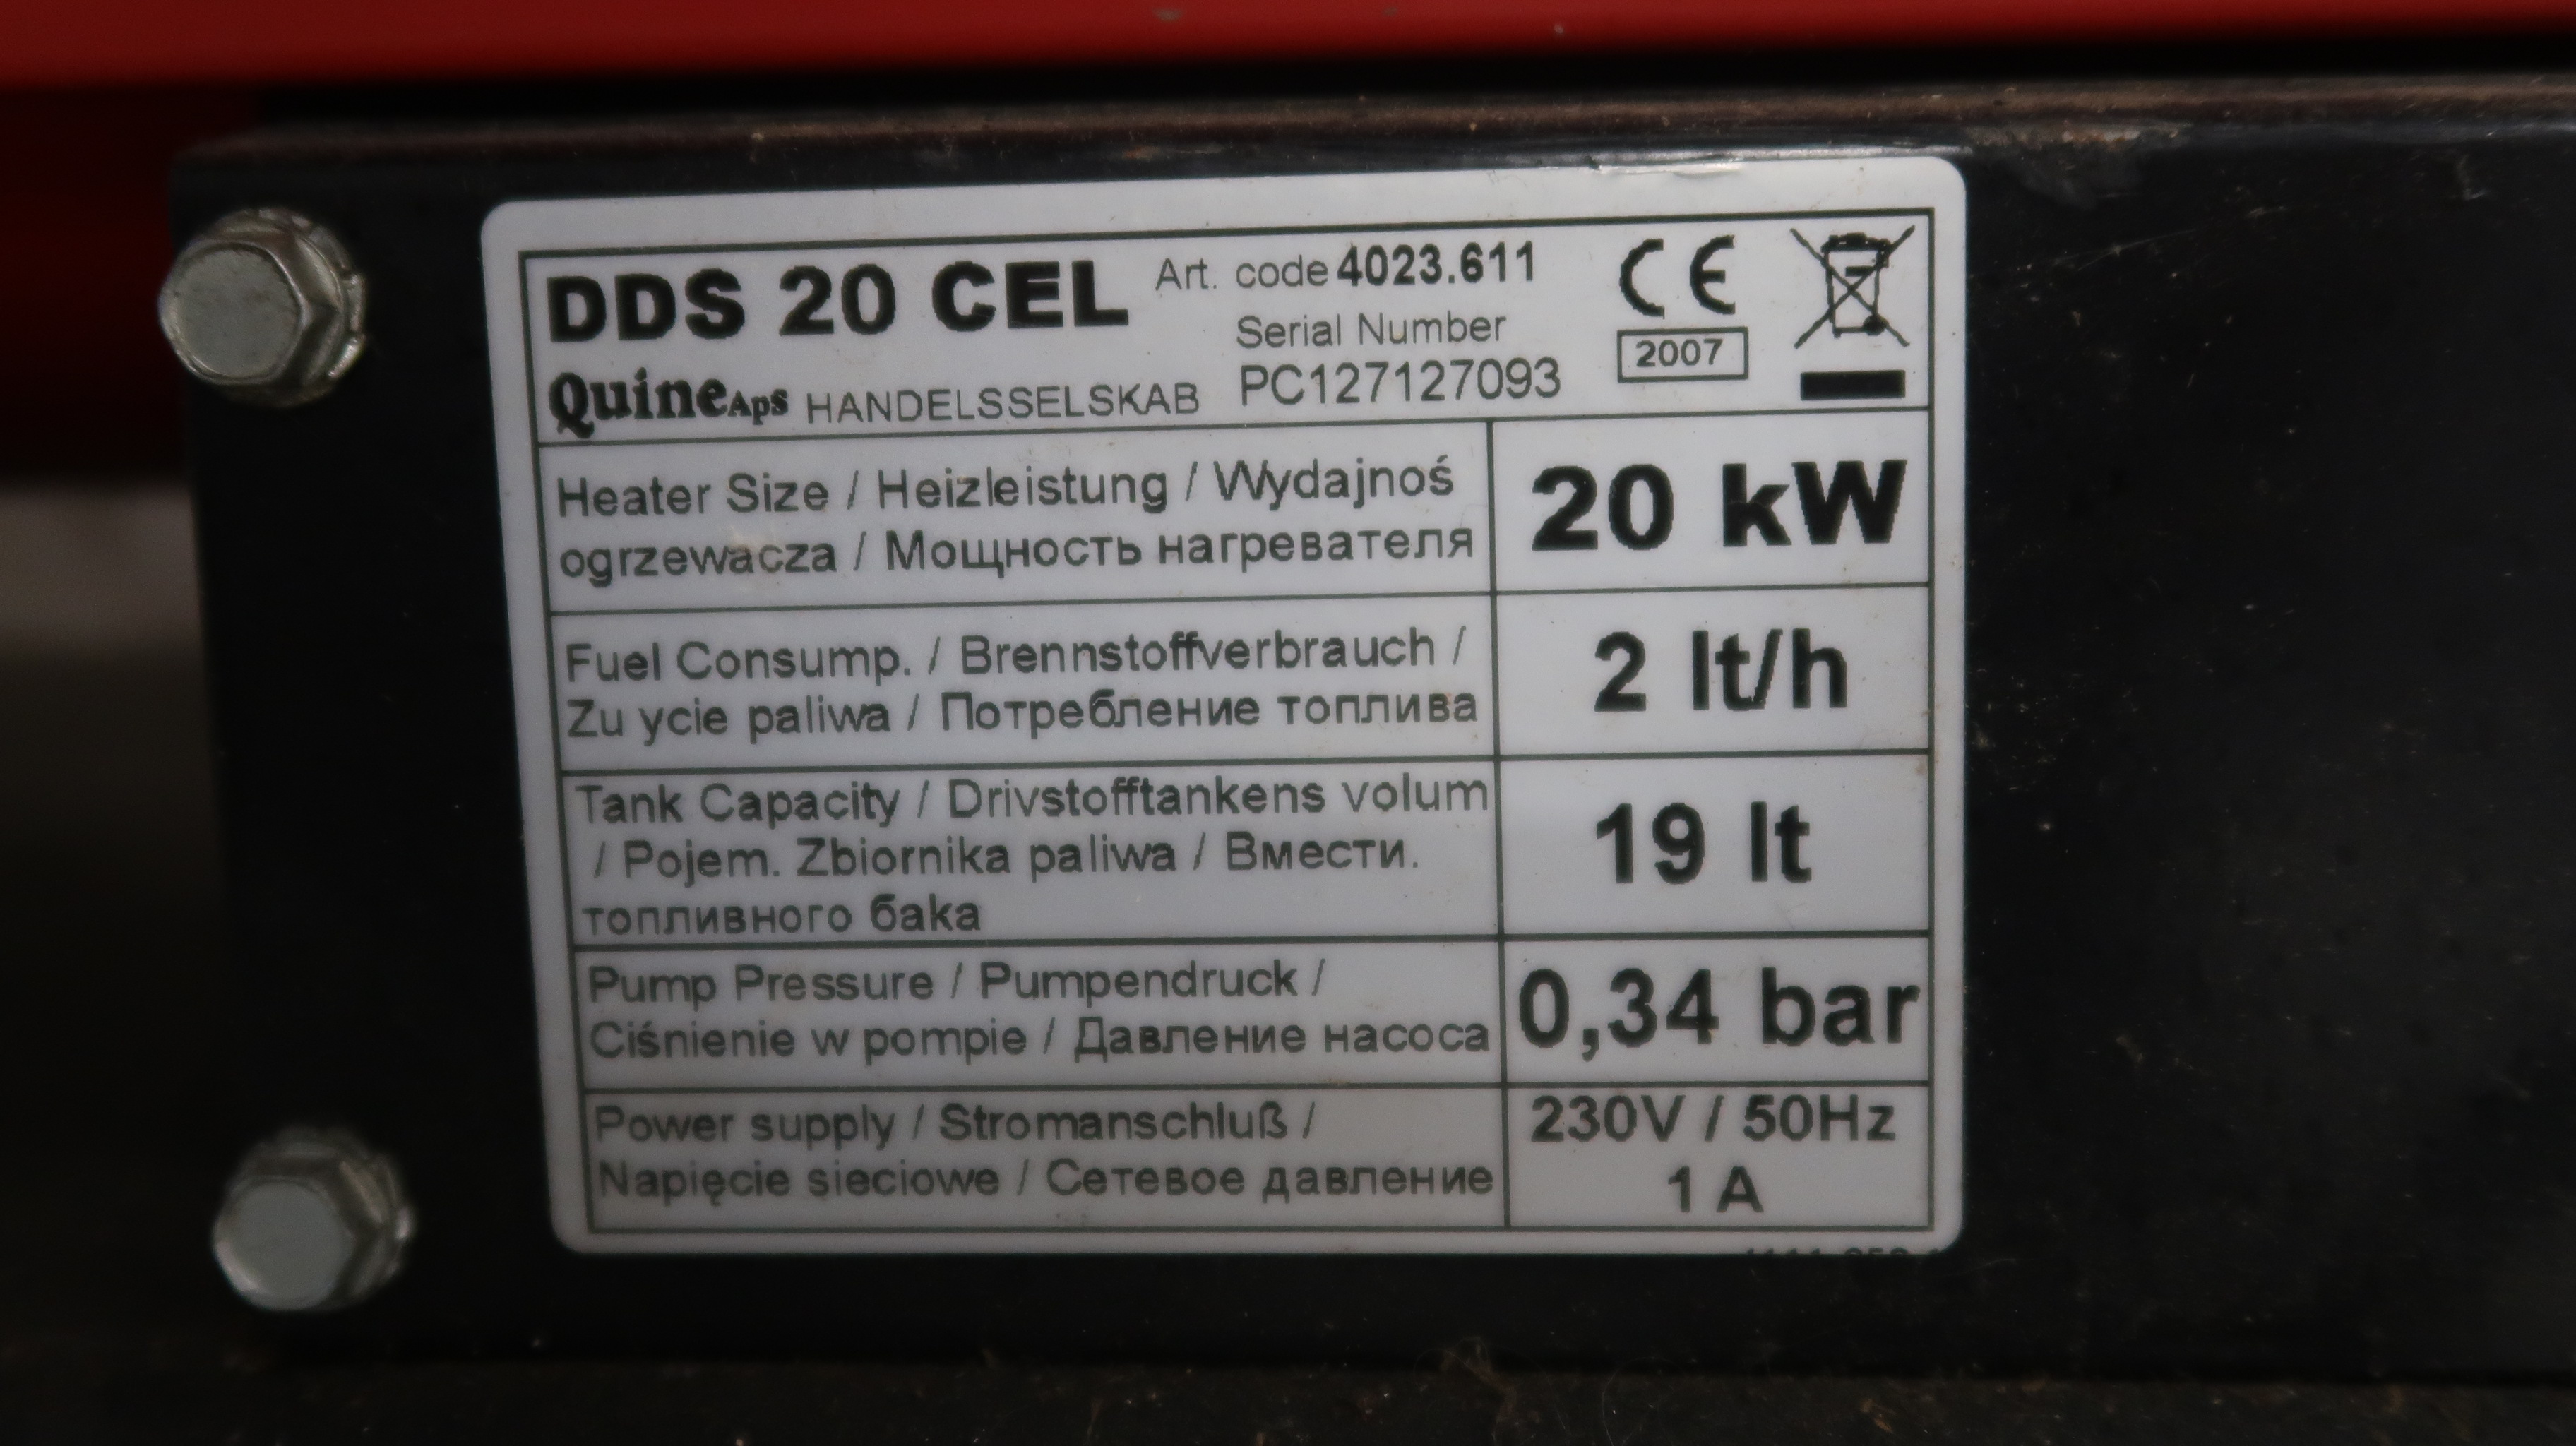 DDS 20 CEL Art. code 4023.611
Serial Number
QuineAps HANDELSSELSKAB PC127127093
CE
2007
Heater Size / Heizleistung / Wydajnoś
ogrzewacza / Мощность нагревателя
20 kW
Fuel Consump. / Brennstoffverbrauch /
Zu ycie paliwa / Потребление топлива
2 lt/h
Tank Capacity / Drivstofftankens volum
/ Pojem. Zbiornika paliwa / Вмести.
топливного бака
19 lt
Pump Pressure / Pumpendruck /
Ciśnienie w pompie / Давление насоса
0,34 bar
Power supply / Stromanschluß /
Napięcie sieciowe / Сетевое давление
230V / 50Hz
1 A